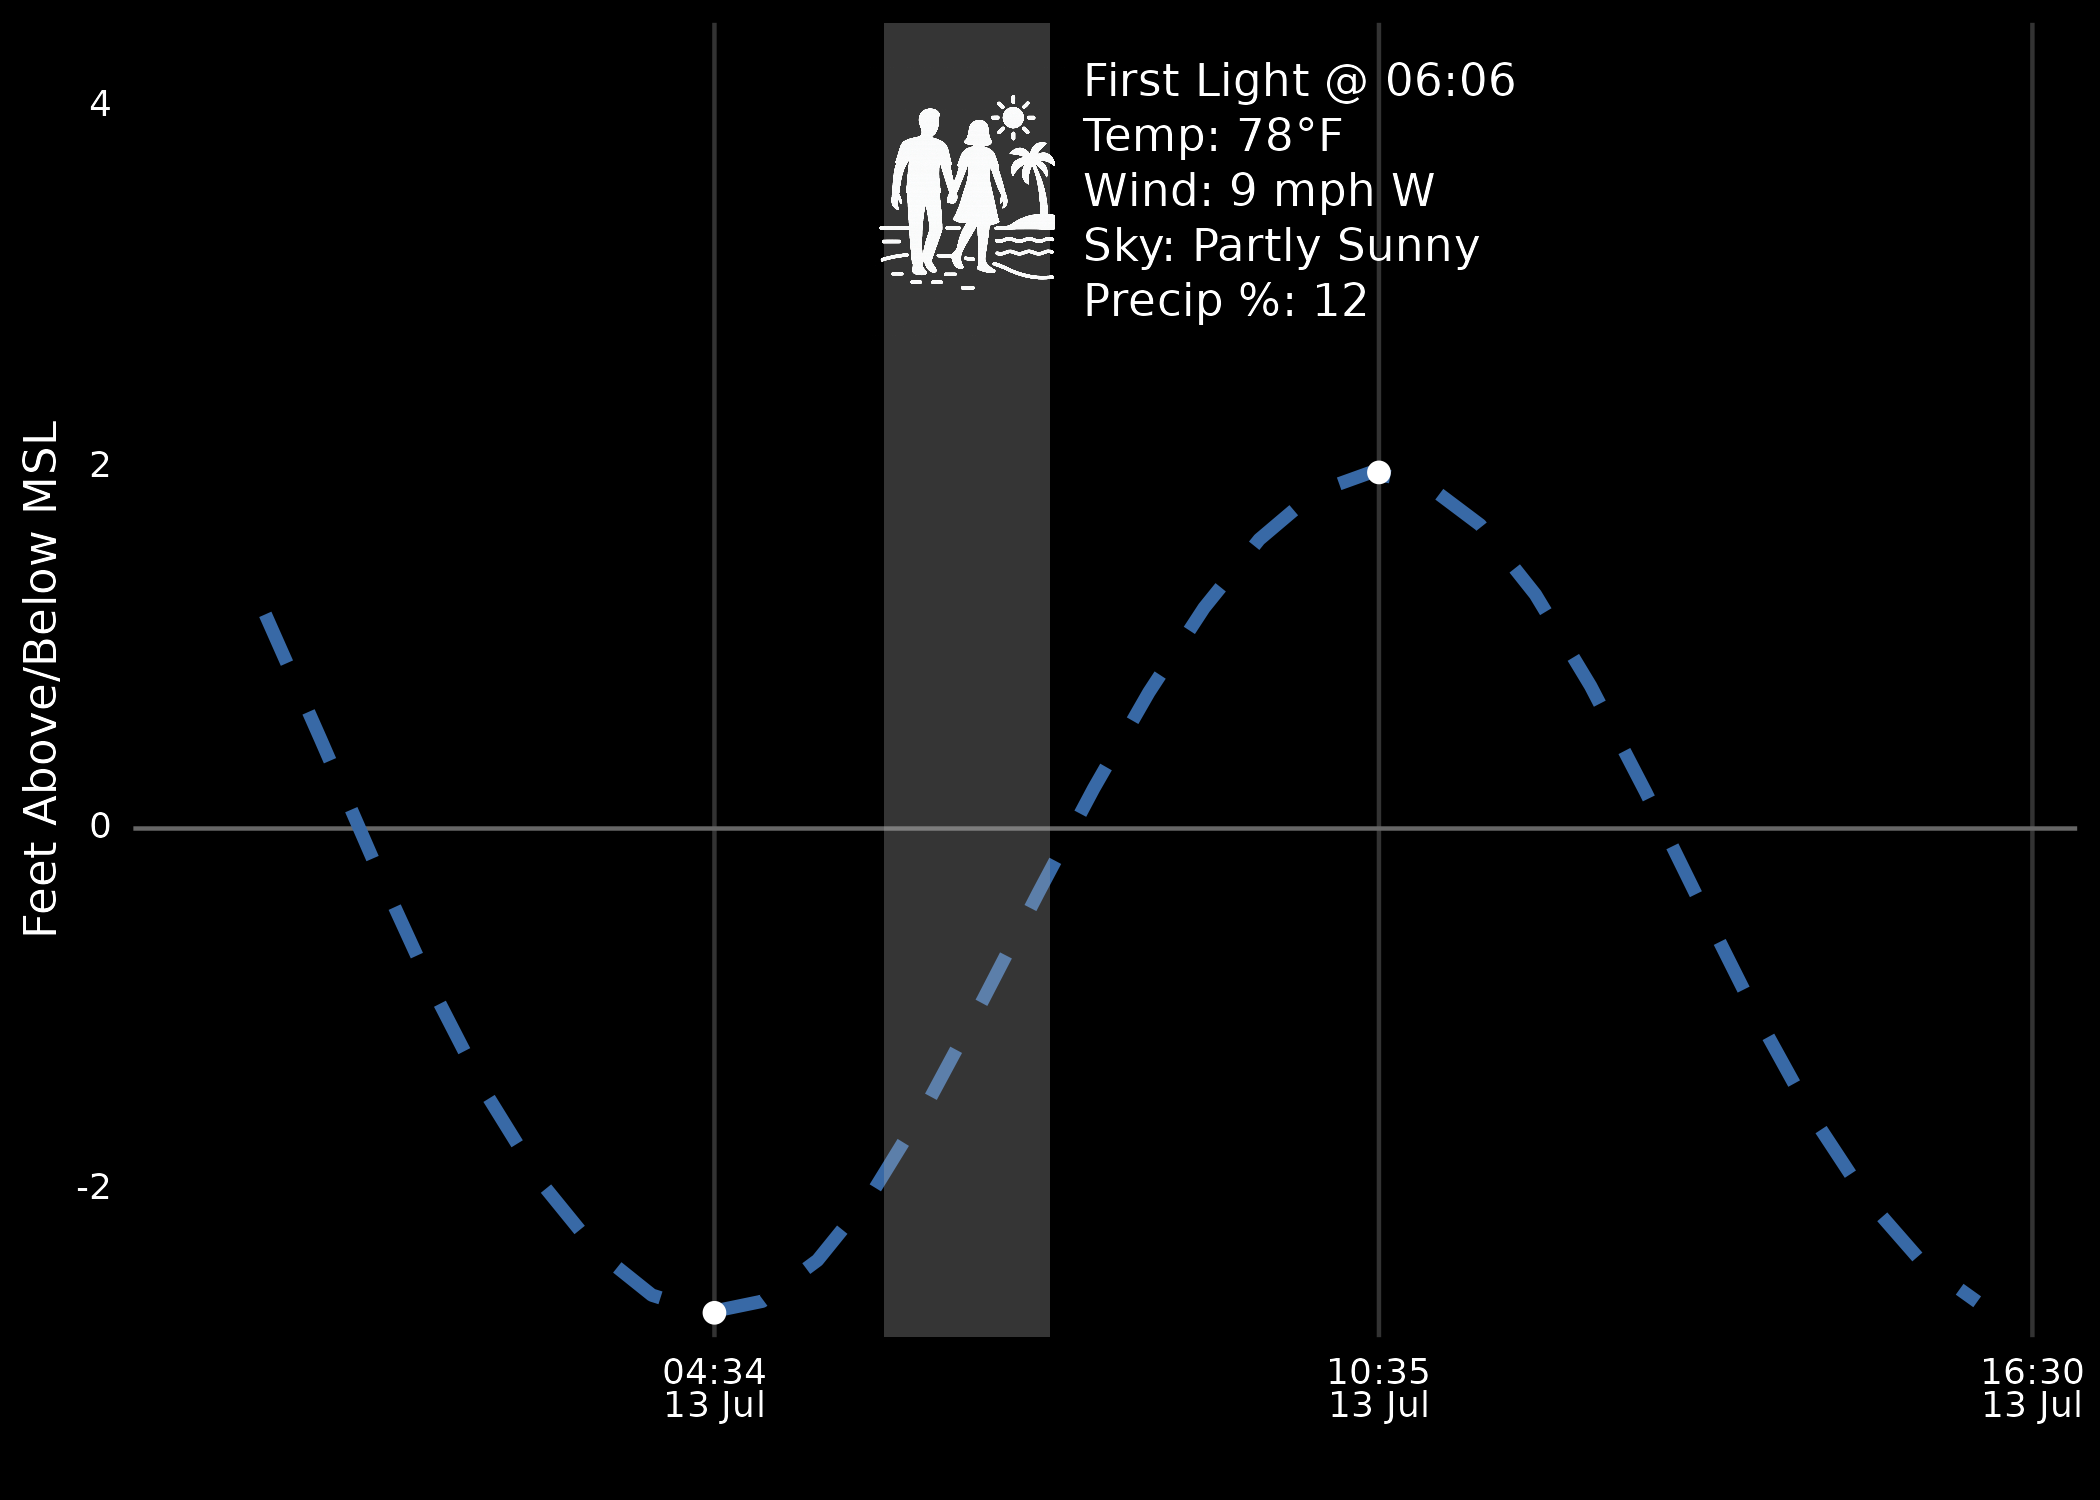 4
First Light @ 06:06
Temp: 78°F
Wind: 9 mph W
Sky: Partly Sunny
Precip %: 12
2
Feet Above/Below MSL
0
-2
04:34
13 Jul
10:35
13 Jul
16:30
13 Jul